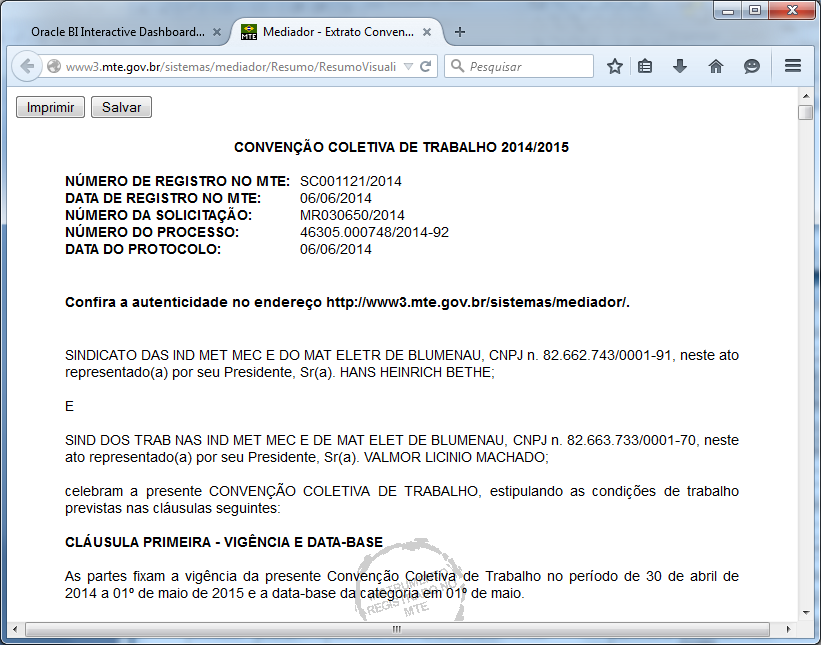 Oracle BI Interactive Dashboard...
MTE
Mediador - Extrato Conven...
www3.mte.gov.br/sistemas/mediador/Resumo/ResumoVisuali
Pesquisar
Imprimir
Salvar
CONVENÇÃO COLETIVA DE TRABALHO 2014/2015
NÚMERO DE REGISTRO NO MTE: SC001121/2014
DATA DE REGISTRO NO MTE: 06/06/2014
NÚMERO DA SOLICITAÇÃO: MR030650/2014
NÚMERO DO PROCESSO: 46305.000748/2014-92
DATA DO PROTOCOLO: 06/06/2014
Confira a autenticidade no endereço http://www3.mte.gov.br/sistemas/mediador/.
SINDICATO DAS IND MET MEC E DO MAT ELETR DE BLUMENAU, CNPJ n. 82.662.743/0001-91, neste ato
representado(a) por seu Presidente, Sr(a). HANS HEINRICH BETHE;
E
SIND DOS TRAB NAS IND MET MEC E DE MAT ELET DE BLUMENAU, CNPJ n. 82.663.733/0001-70, neste
ato representado(a) por seu Presidente, Sr(a). VALMOR LICINIO MACHADO;
celebram a presente CONVENÇÃO COLETIVA DE TRABALHO, estipulando as condições de trabalho
previstas nas cláusulas seguintes:
CLÁUSULA PRIMEIRA - VIGÊNCIA E DATA-BASE
As partes fixam a vigência da presente Convenção Coletiva de Trabalho no período de 30 de abril de
2014 a 01º de maio de 2015 e a data-base da categoria em 01º de maio.
INSTRUMENTO
REGISTRADO NO
MTE